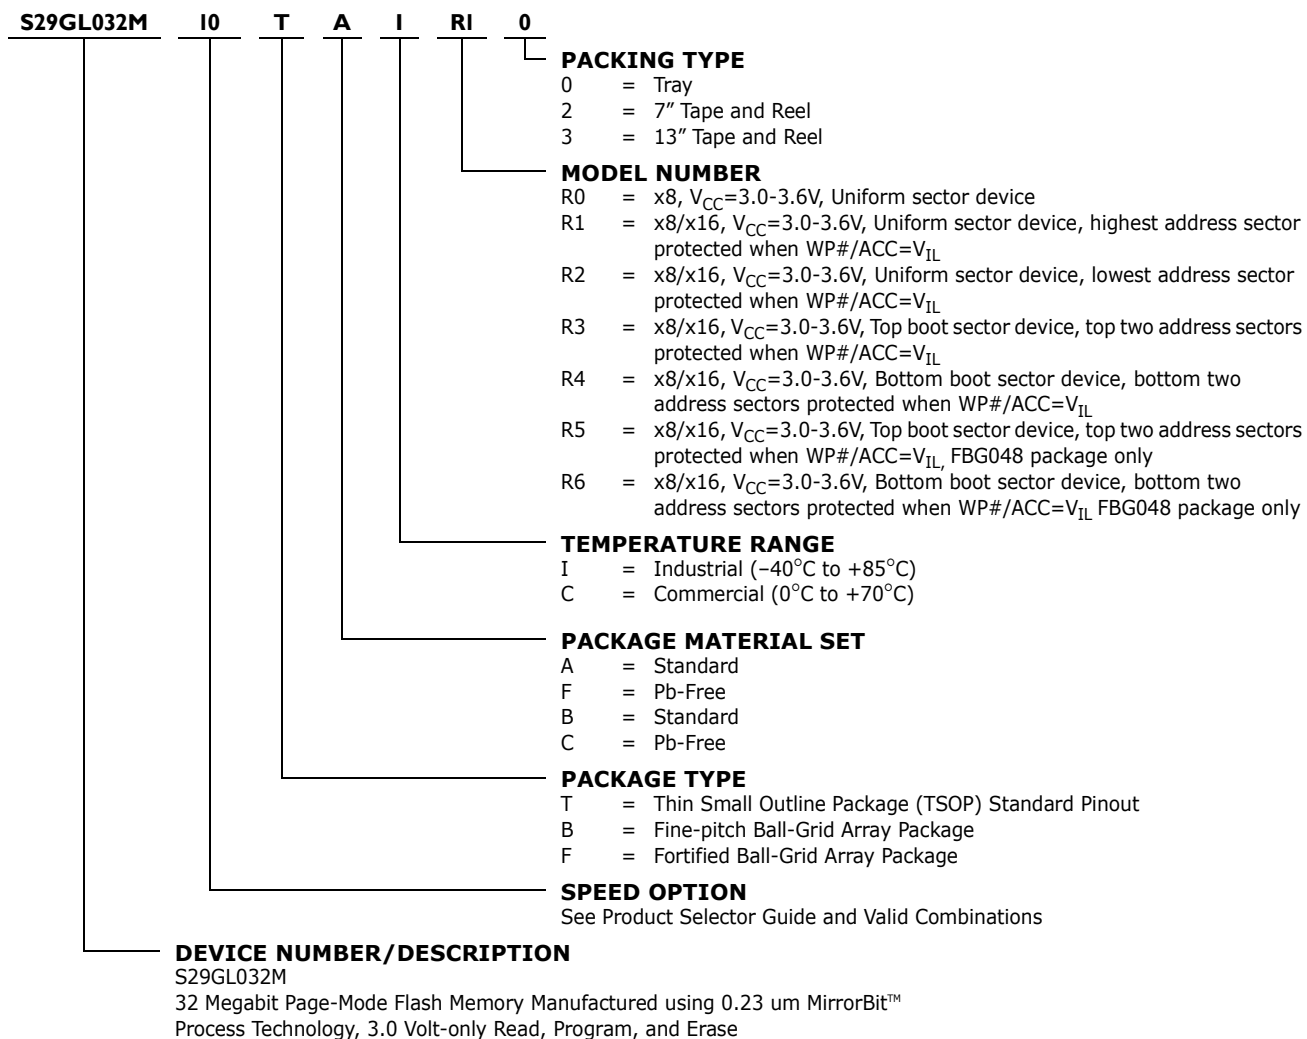 S29GL032M 10 T A I R1 0
PACKING TYPE
0 = Tray
2 = 7″ Tape and Reel
3 = 13″ Tape and Reel
MODEL NUMBER
R0 = x8, VCC=3.0-3.6V, Uniform sector device
R1 = x8/x16, VCC=3.0-3.6V, Uniform sector device, highest address sector
protected when WP#/ACC=VIL
R2 = x8/x16, VCC=3.0-3.6V, Uniform sector device, lowest address sector
protected when WP#/ACC=VIL
R3 = x8/x16, VCC=3.0-3.6V, Top boot sector device, top two address sectors
protected when WP#/ACC=VIL
R4 = x8/x16, VCC=3.0-3.6V, Bottom boot sector device, bottom two
address sectors protected when WP#/ACC=VIL
R5 = x8/x16, VCC=3.0-3.6V, Top boot sector device, top two address sectors
protected when WP#/ACC=VIL, FBG048 package only
R6 = x8/x16, VCC=3.0-3.6V, Bottom boot sector device, bottom two
address sectors protected when WP#/ACC=VIL FBG048 package only
TEMPERATURE RANGE
I = Industrial (–40°C to +85°C)
C = Commercial (0°C to +70°C)
PACKAGE MATERIAL SET
A = Standard
F = Pb-Free
B = Standard
C = Pb-Free
PACKAGE TYPE
T = Thin Small Outline Package (TSOP) Standard Pinout
B = Fine-pitch Ball-Grid Array Package
F = Fortified Ball-Grid Array Package
SPEED OPTION
See Product Selector Guide and Valid Combinations
DEVICE NUMBER/DESCRIPTION
S29GL032M
32 Megabit Page-Mode Flash Memory Manufactured using 0.23 um MirrorBit™
Process Technology, 3.0 Volt-only Read, Program, and Erase